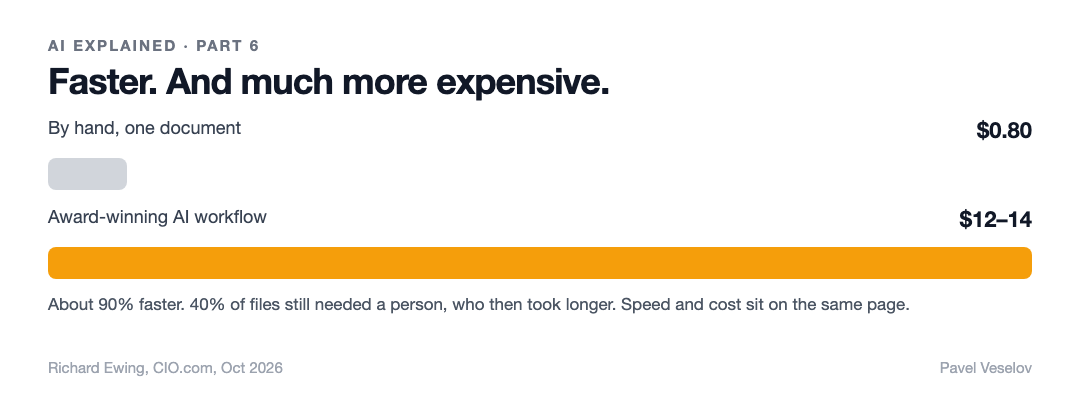 AI EXPLAINED · PART 6
Faster. And much more expensive.
By hand, one document
$0.80
Award-winning AI workflow
$12–14
About 90% faster. 40% of files still needed a person, who then took longer. Speed and cost sit on the same page.
Richard Ewing, CIO.com, Oct 2026
Pavel Veselov